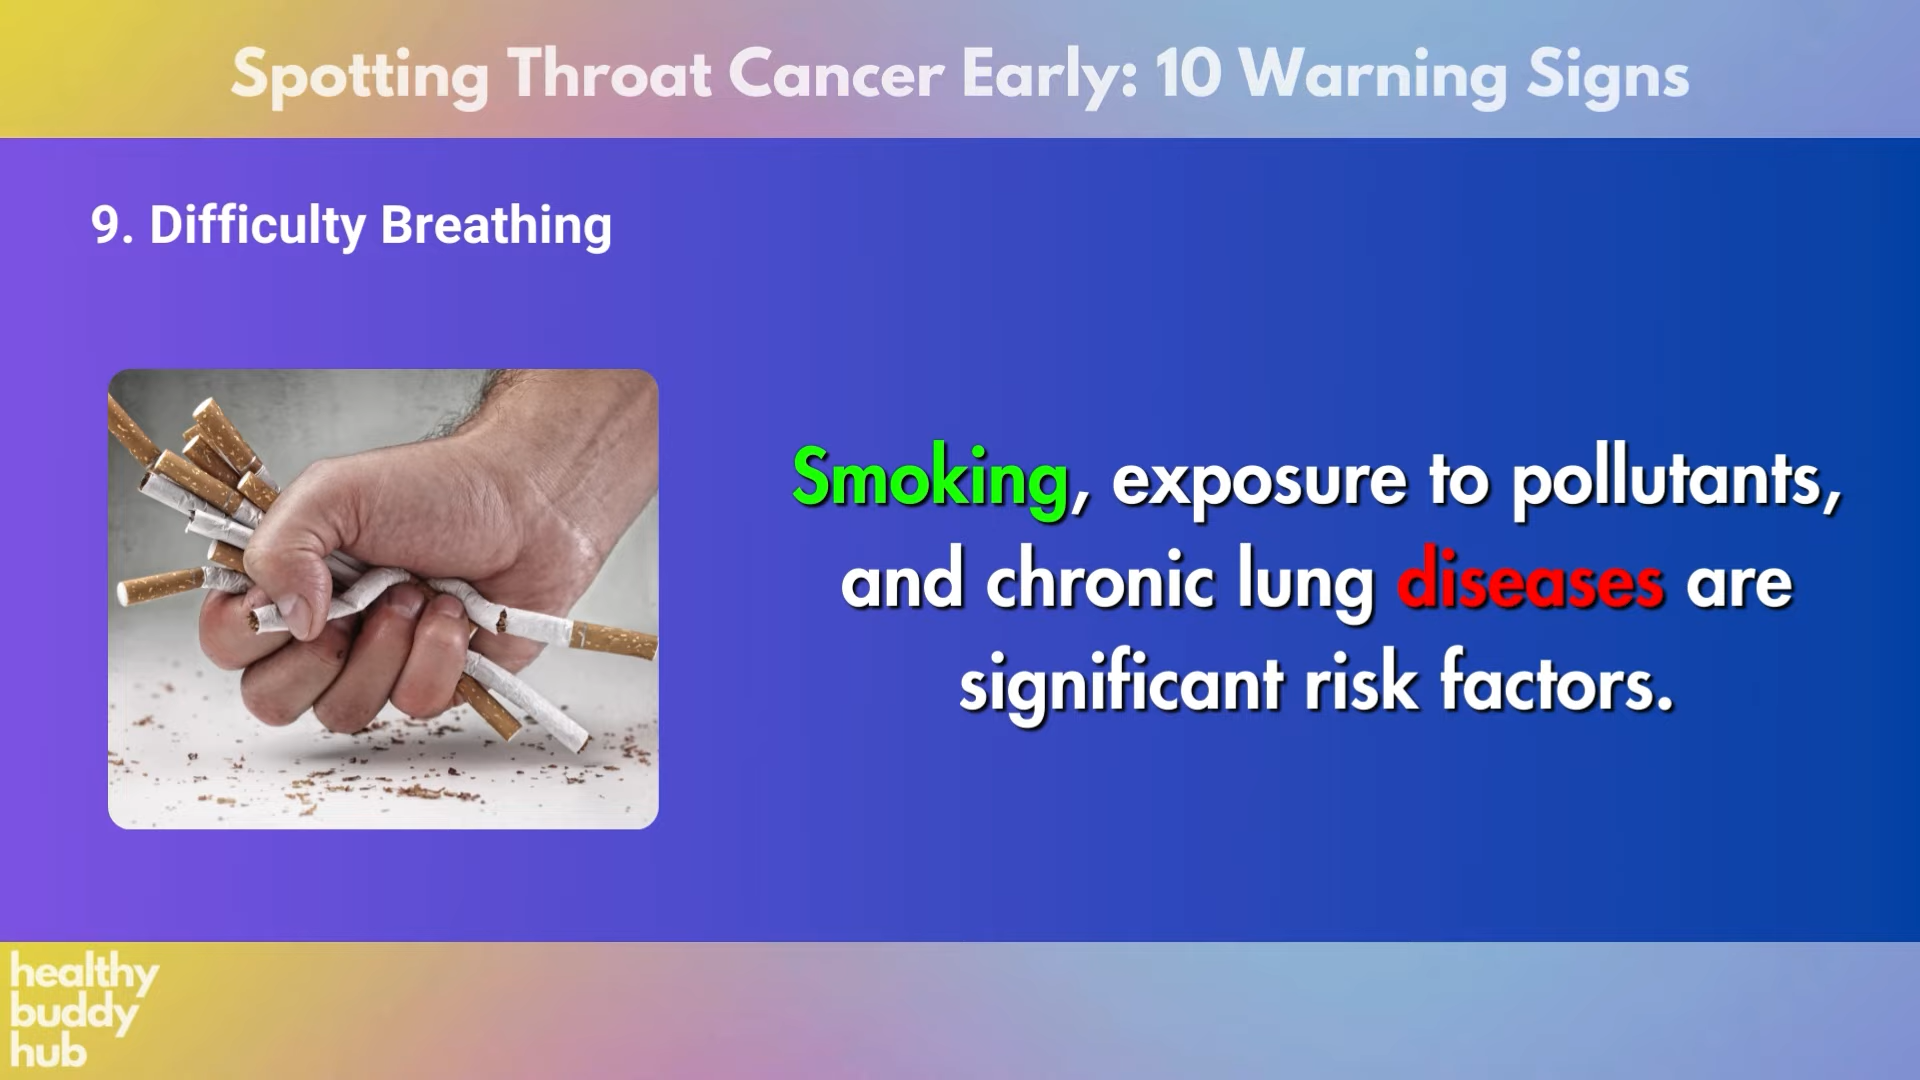 Spotting Throat Cancer Early: 10 Warning Signs
9. Difficulty Breathing
Smoking, exposure to pollutants,
and chronic lung diseases are
significant risk factors.
healthy
buddy
hub